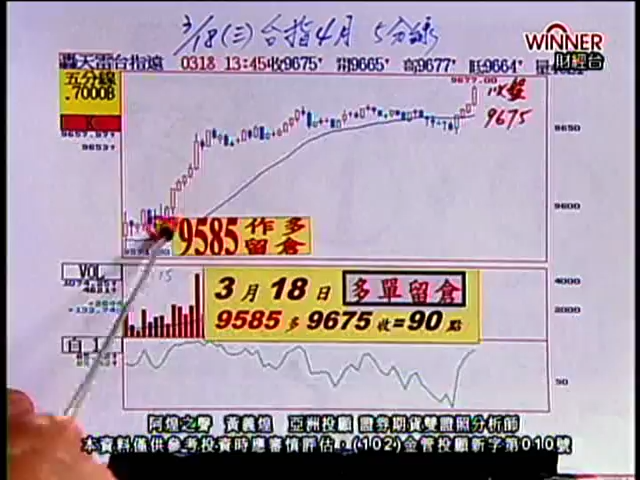 3/18(三) 台指4月 5分線
WINNER
財經台
轟天雷台指遠 0318 13:45收9675 開9665 高9677 低9664 量
五分線
.7000B
9677.00
收盤
9675
9650
9600
9585 作多
留倉
VOL
15
3月18日 多單留倉
9585多9675收=90點
4000
2000
50
阿煌之聲 黃義煌 亞洲投顧 證券期貨雙證照分析師
本資料僅供參考投資時應審慎評估。(102)金管投顧新字第010號